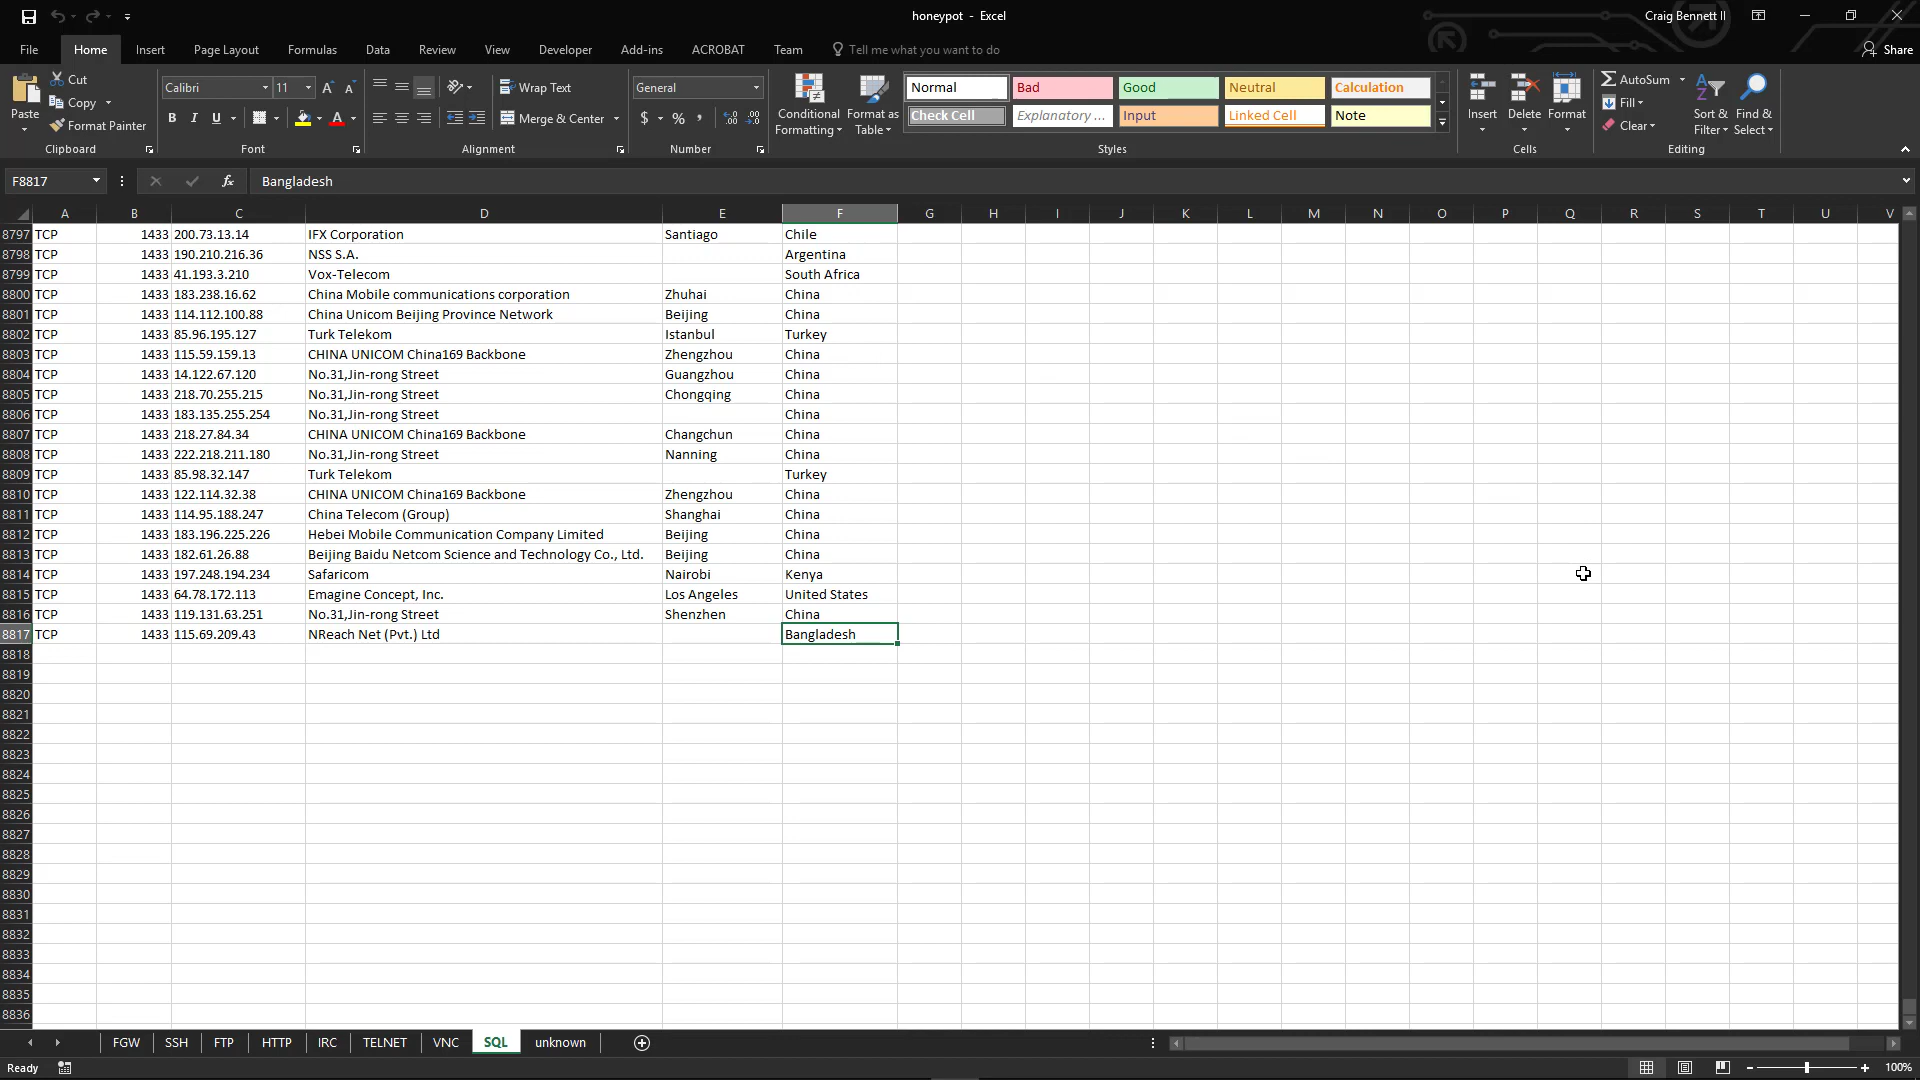 honeypot - Excel
Craig Bennett II
File Home Insert Page Layout Formulas Data Review View Developer Add-ins ACROBAT Team Tell me what you want to do Share
Paste
Cut
Copy
Format Painter
Clipboard
Calibri 11
B I U
Font
Wrap Text
Merge & Center
Alignment
General
$ % ,
Number
Conditional Formatting
Format as Table
Normal Bad Good Neutral Calculation
Check Cell Explanatory ... Input Linked Cell Note
Styles
Insert Delete Format
Cells
AutoSum
Fill
Clear
Sort & Filter
Find & Select
Editing
F8817 fx Bangladesh
A B C D E F G H I J K L M N O P Q R S T U V
8797 TCP 1433 200.73.13.14 IFX Corporation Santiago Chile
8798 TCP 1433 190.210.216.36 NSS S.A. Argentina
8799 TCP 1433 41.193.3.210 Vox-Telecom South Africa
8800 TCP 1433 183.238.16.62 China Mobile communications corporation Zhuhai China
8801 TCP 1433 114.112.100.88 China Unicom Beijing Province Network Beijing China
8802 TCP 1433 85.96.195.127 Turk Telekom Istanbul Turkey
8803 TCP 1433 115.59.159.13 CHINA UNICOM China169 Backbone Zhengzhou China
8804 TCP 1433 14.122.67.120 No.31,Jin-rong Street Guangzhou China
8805 TCP 1433 218.70.255.215 No.31,Jin-rong Street Chongqing China
8806 TCP 1433 183.135.255.254 No.31,Jin-rong Street China
8807 TCP 1433 218.27.84.34 CHINA UNICOM China169 Backbone Changchun China
8808 TCP 1433 222.218.211.180 No.31,Jin-rong Street Nanning China
8809 TCP 1433 85.98.32.147 Turk Telekom Turkey
8810 TCP 1433 122.114.32.38 CHINA UNICOM China169 Backbone Zhengzhou China
8811 TCP 1433 114.95.188.247 China Telecom (Group) Shanghai China
8812 TCP 1433 183.196.225.226 Hebei Mobile Communication Company Limited Beijing China
8813 TCP 1433 182.61.26.88 Beijing Baidu Netcom Science and Technology Co., Ltd. Beijing China
8814 TCP 1433 197.248.194.234 Safaricom Nairobi Kenya
8815 TCP 1433 64.78.172.113 Emagine Concept, Inc. Los Angeles United States
8816 TCP 1433 119.131.63.251 No.31,Jin-rong Street Shenzhen China
8817 TCP 1433 115.69.209.43 NReach Net (Pvt.) Ltd Bangladesh
8818
8819
8820
8821
8822
8823
8824
8825
8826
8827
8828
8829
8830
8831
8832
8833
8834
8835
8836
FGW SSH FTP HTTP IRC TELNET VNC SQL unknown
Ready
100%